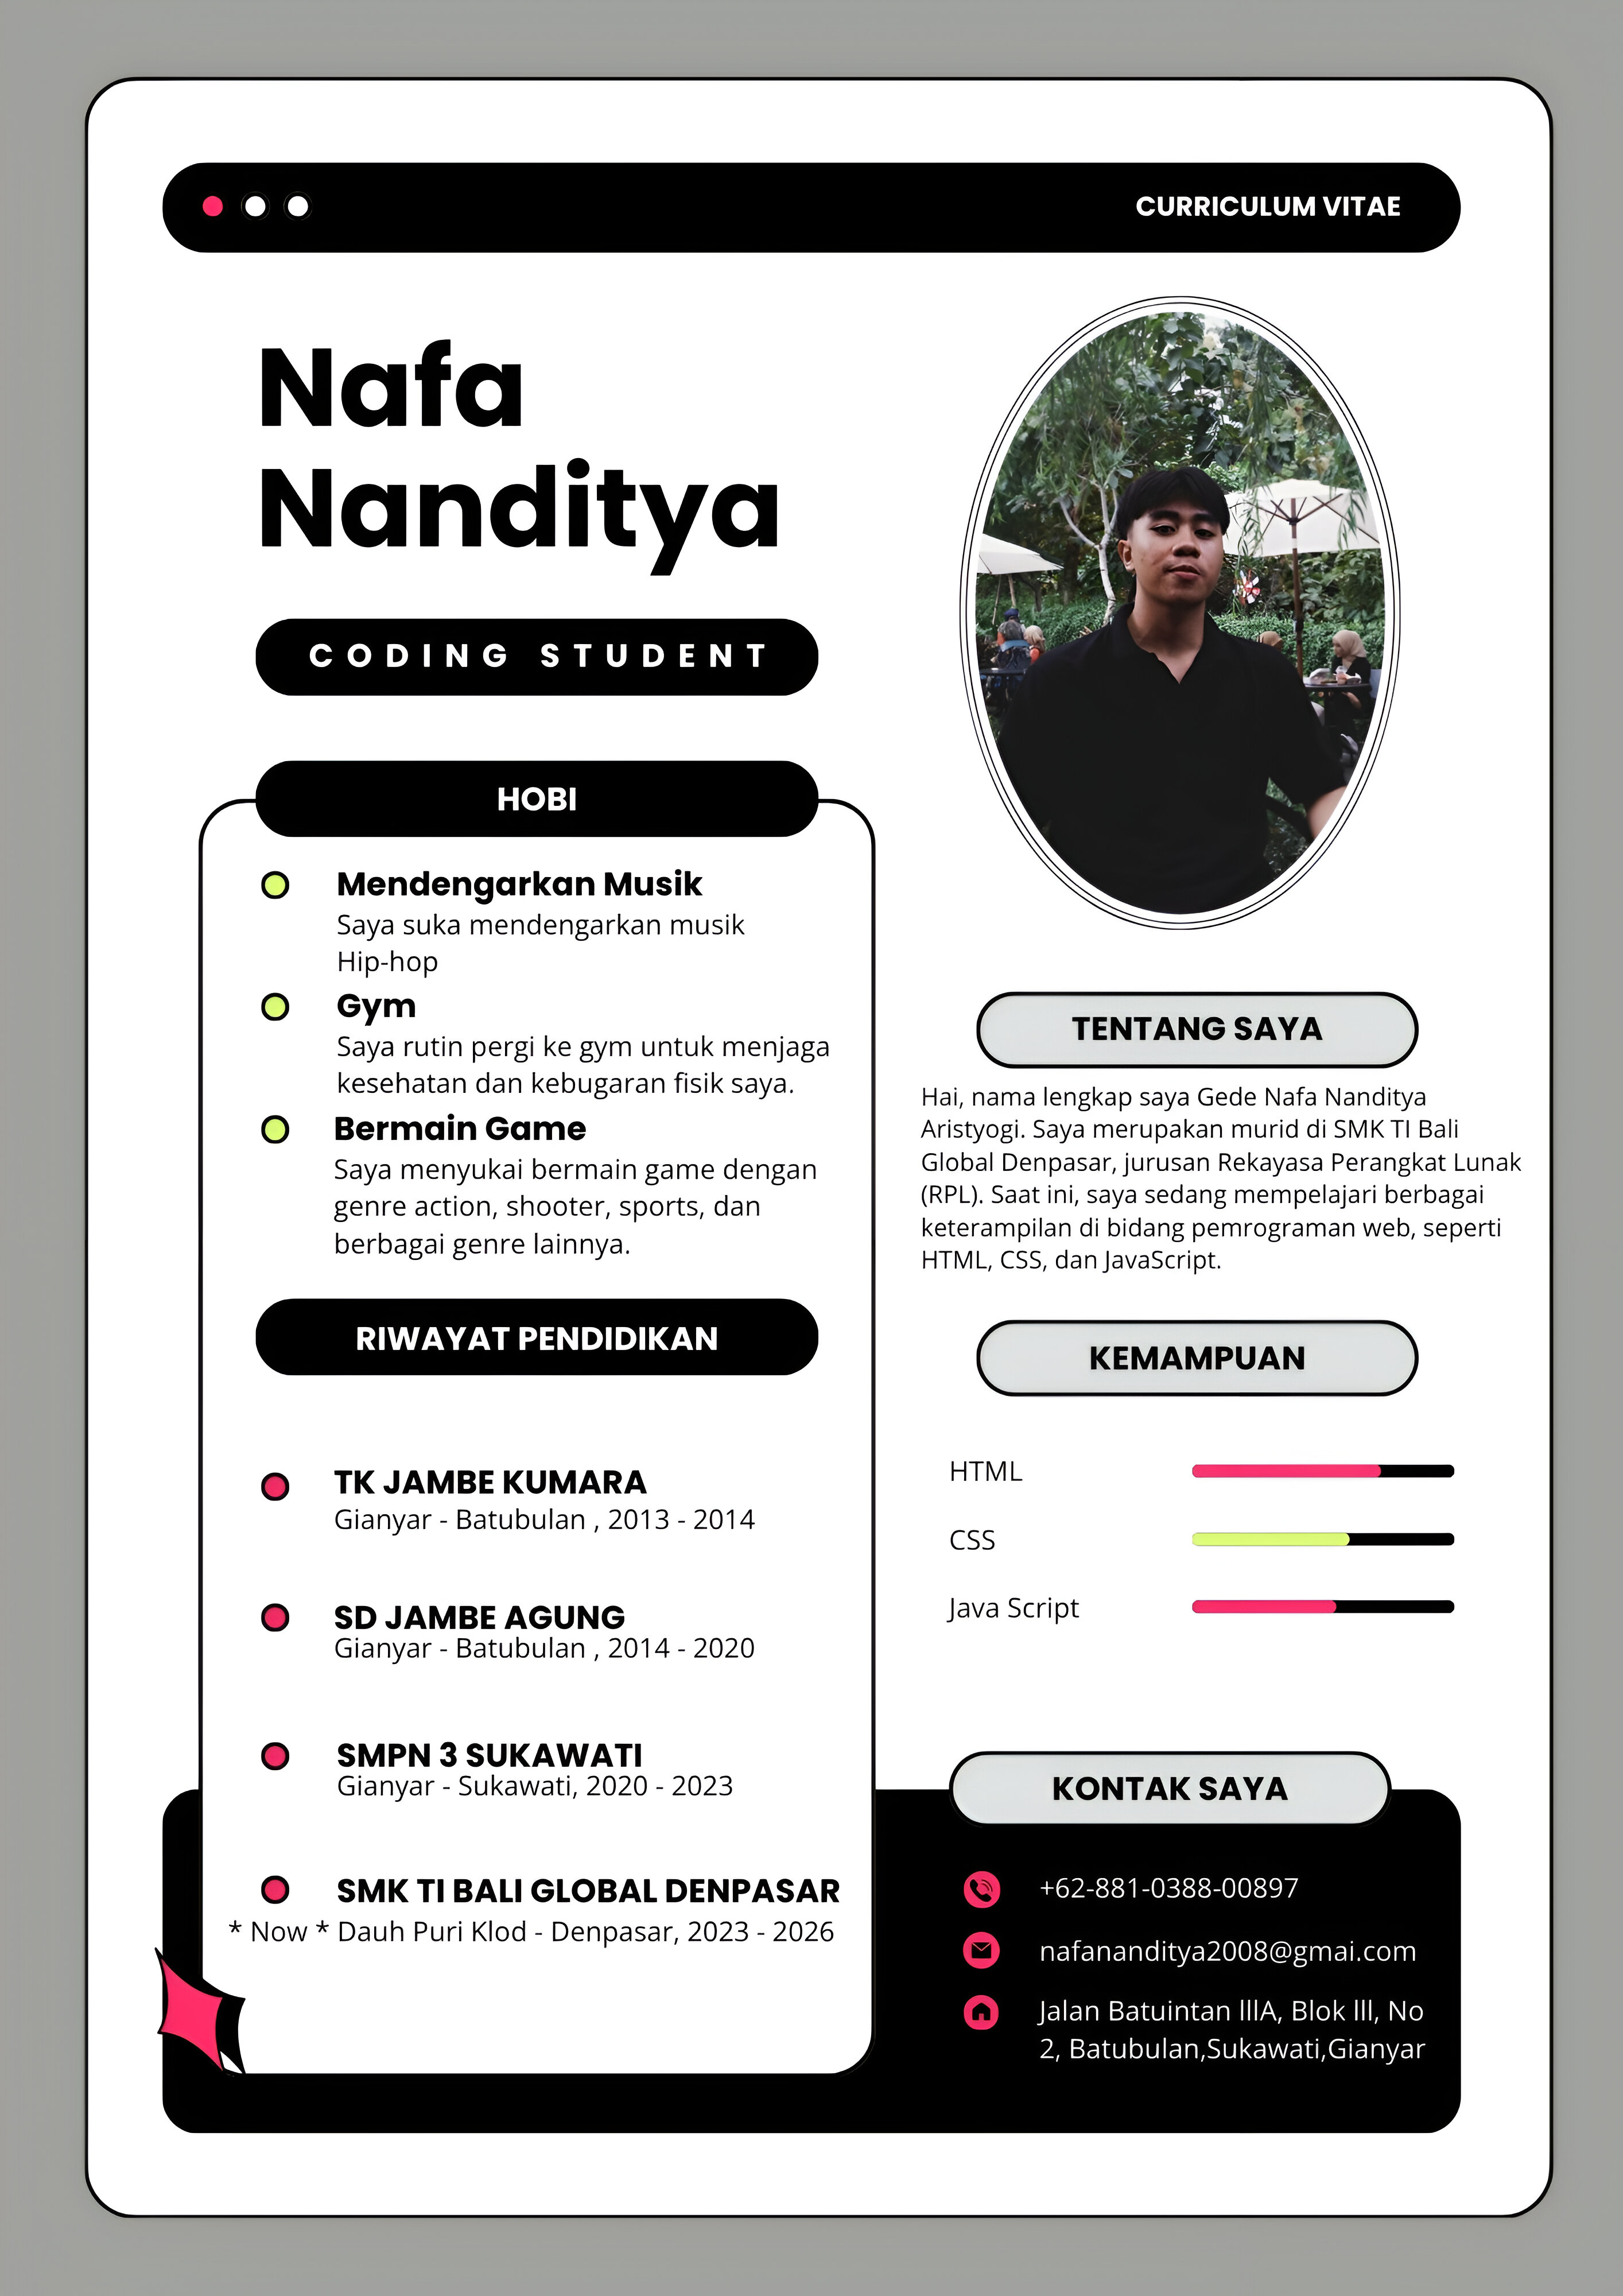 CURRICULUM VITAE
Nafa
Nanditya
CODING STUDENT
HOBI
Mendengarkan Musik
Saya suka mendengarkan musik
Hip-hop
Gym
Saya rutin pergi ke gym untuk menjaga
kesehatan dan kebugaran fisik saya.
Bermain Game
Saya menyukai bermain game dengan
genre action, shooter, sports, dan
berbagai genre lainnya.
RIWAYAT PENDIDIKAN
TK JAMBE KUMARA
Gianyar - Batubulan , 2013 - 2014
SD JAMBE AGUNG
Gianyar - Batubulan , 2014 - 2020
SMPN 3 SUKAWATI
Gianyar - Sukawati, 2020 - 2023
SMK TI BALI GLOBAL DENPASAR
* Now * Dauh Puri Klod - Denpasar, 2023 - 2026
TENTANG SAYA
Hai, nama lengkap saya Gede Nafa Nanditya
Aristyogi. Saya merupakan murid di SMK TI Bali
Global Denpasar, jurusan Rekayasa Perangkat Lunak
(RPL). Saat ini, saya sedang mempelajari berbagai
keterampilan di bidang pemrograman web, seperti
HTML, CSS, dan JavaScript.
KEMAMPUAN
HTML
CSS
Java Script
KONTAK SAYA
+62-881-0388-00897
nafananditya2008@gmai.com
Jalan Batuintan lllA, Blok lll, No
2, Batubulan,Sukawati,Gianyar